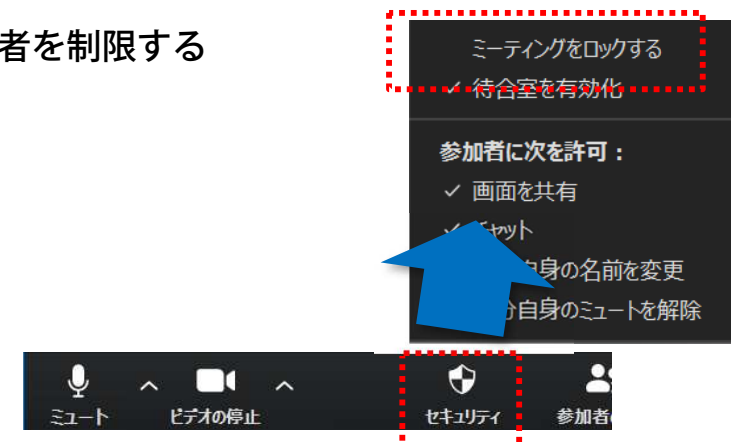 者を制限する
ミーティングをロックする
待合室を有効化
参加者に次を許可：
画面を共有
チャット
自身の名前を変更
分自身のミュートを解除
ミュート
ビデオの停止
セキュリティ
参加者